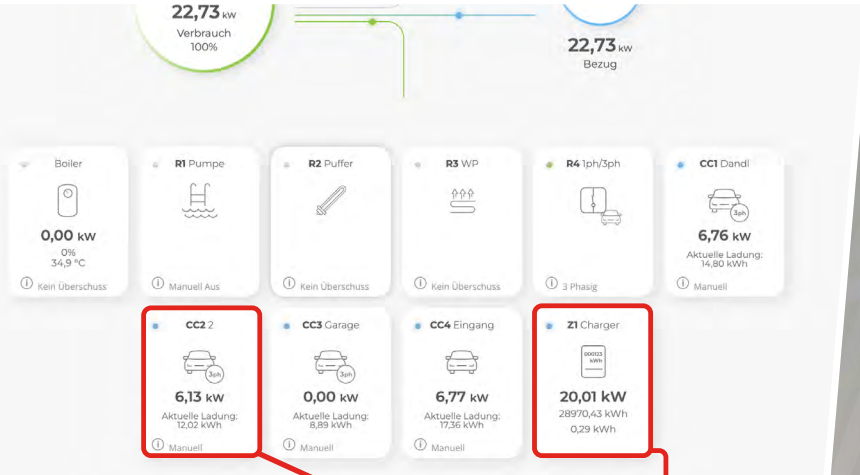 22,73 kW
Verbrauch
100%
22,73 kW
Bezug
Boiler
0,00 kW
0%
34,9 °C
Kein Überschuss
R1 Pumpe
Manuell Aus
R2 Puffer
Kein Überschuss
R3 WP
Kein Überschuss
R4 1ph/3ph
3 Phasig
CC1 Dandl
3ph
6,76 kW
Aktuelle Ladung:
14,80 kWh
Manuell
CC2 2
3ph
6,13 kW
Aktuelle Ladung:
12,02 kWh
Manuell
CC3 Garage
3ph
0,00 kW
Aktuelle Ladung:
8,89 kWh
Manuell
CC4 Eingang
6,77 kW
Aktuelle Ladung:
17,36 kWh
Manuell
Z1 Charger
000123
kWh
20,01 kW
28970,43 kWh
0,29 kWh